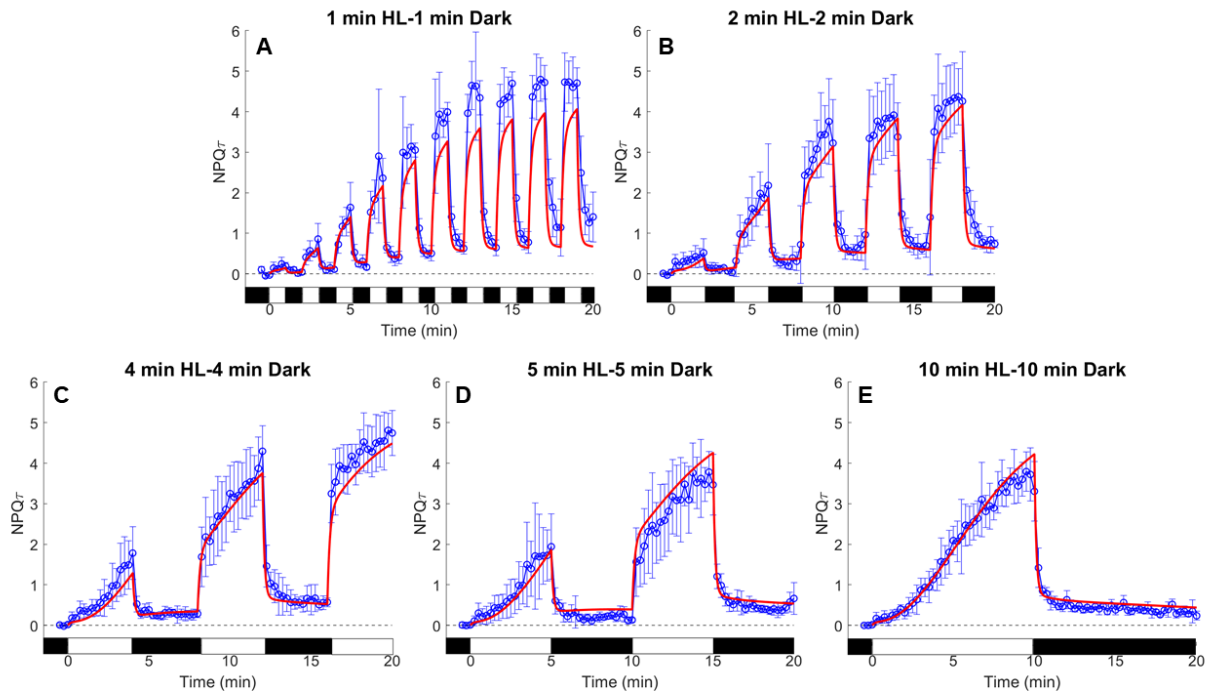 1 min HL-1 min Dark
A
6
5
4
3
2
1
0
NPQτ
0 5 10 15 20
Time (min)
2 min HL-2 min Dark
B
6
5
4
3
2
1
0
NPQτ
0 5 10 15 20
Time (min)
4 min HL-4 min Dark
C
6
5
4
3
2
1
0
NPQτ
0 5 10 15 20
Time (min)
5 min HL-5 min Dark
D
6
5
4
3
2
1
0
NPQτ
0 5 10 15 20
Time (min)
10 min HL-10 min Dark
E
6
5
4
3
2
1
0
NPQτ
0 5 10 15 20
Time (min)